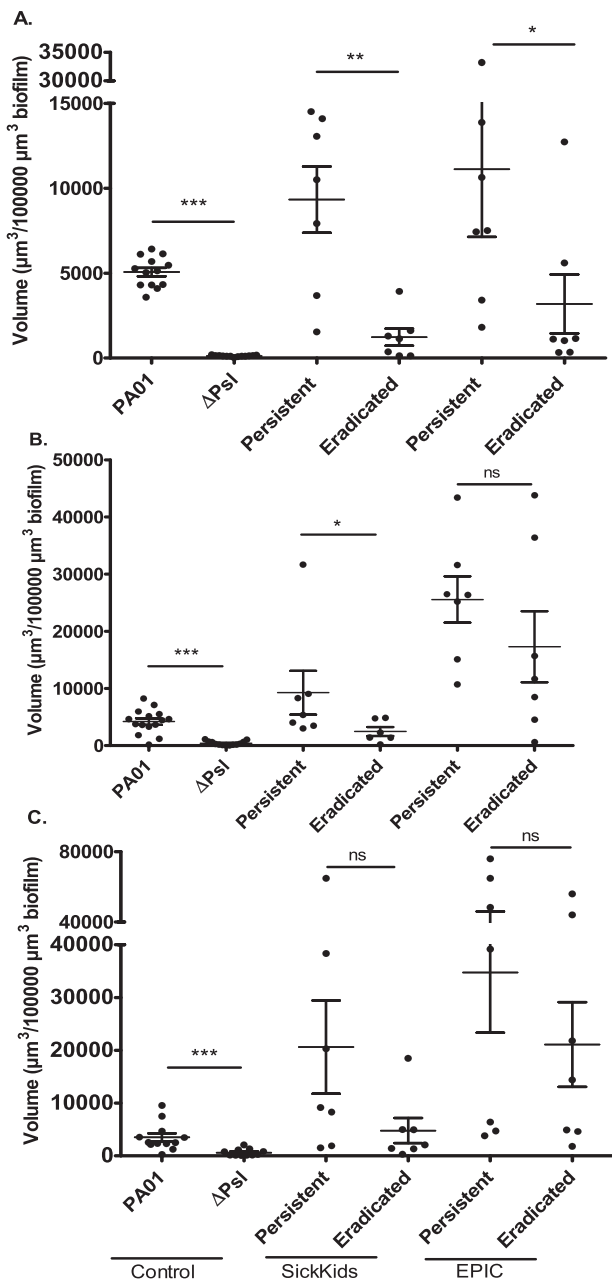 A.
Volume (μm³/100000 μm³ biofilm)
35000
30000
15000
10000
5000
0
***
**
*
PA01
ΔPsl
Persistent
Eradicated
Persistent
Eradicated
B.
Volume (μm³/100000 μm³ biofilm)
50000
40000
30000
20000
10000
0
***
*
ns
PA01
ΔPsl
Persistent
Eradicated
Persistent
Eradicated
C.
Volume (μm³/100000 μm³ biofilm)
80000
40000
40000
30000
20000
10000
0
***
ns
ns
PA01
ΔPsl
Persistent
Eradicated
Persistent
Eradicated
Control
SickKids
EPIC